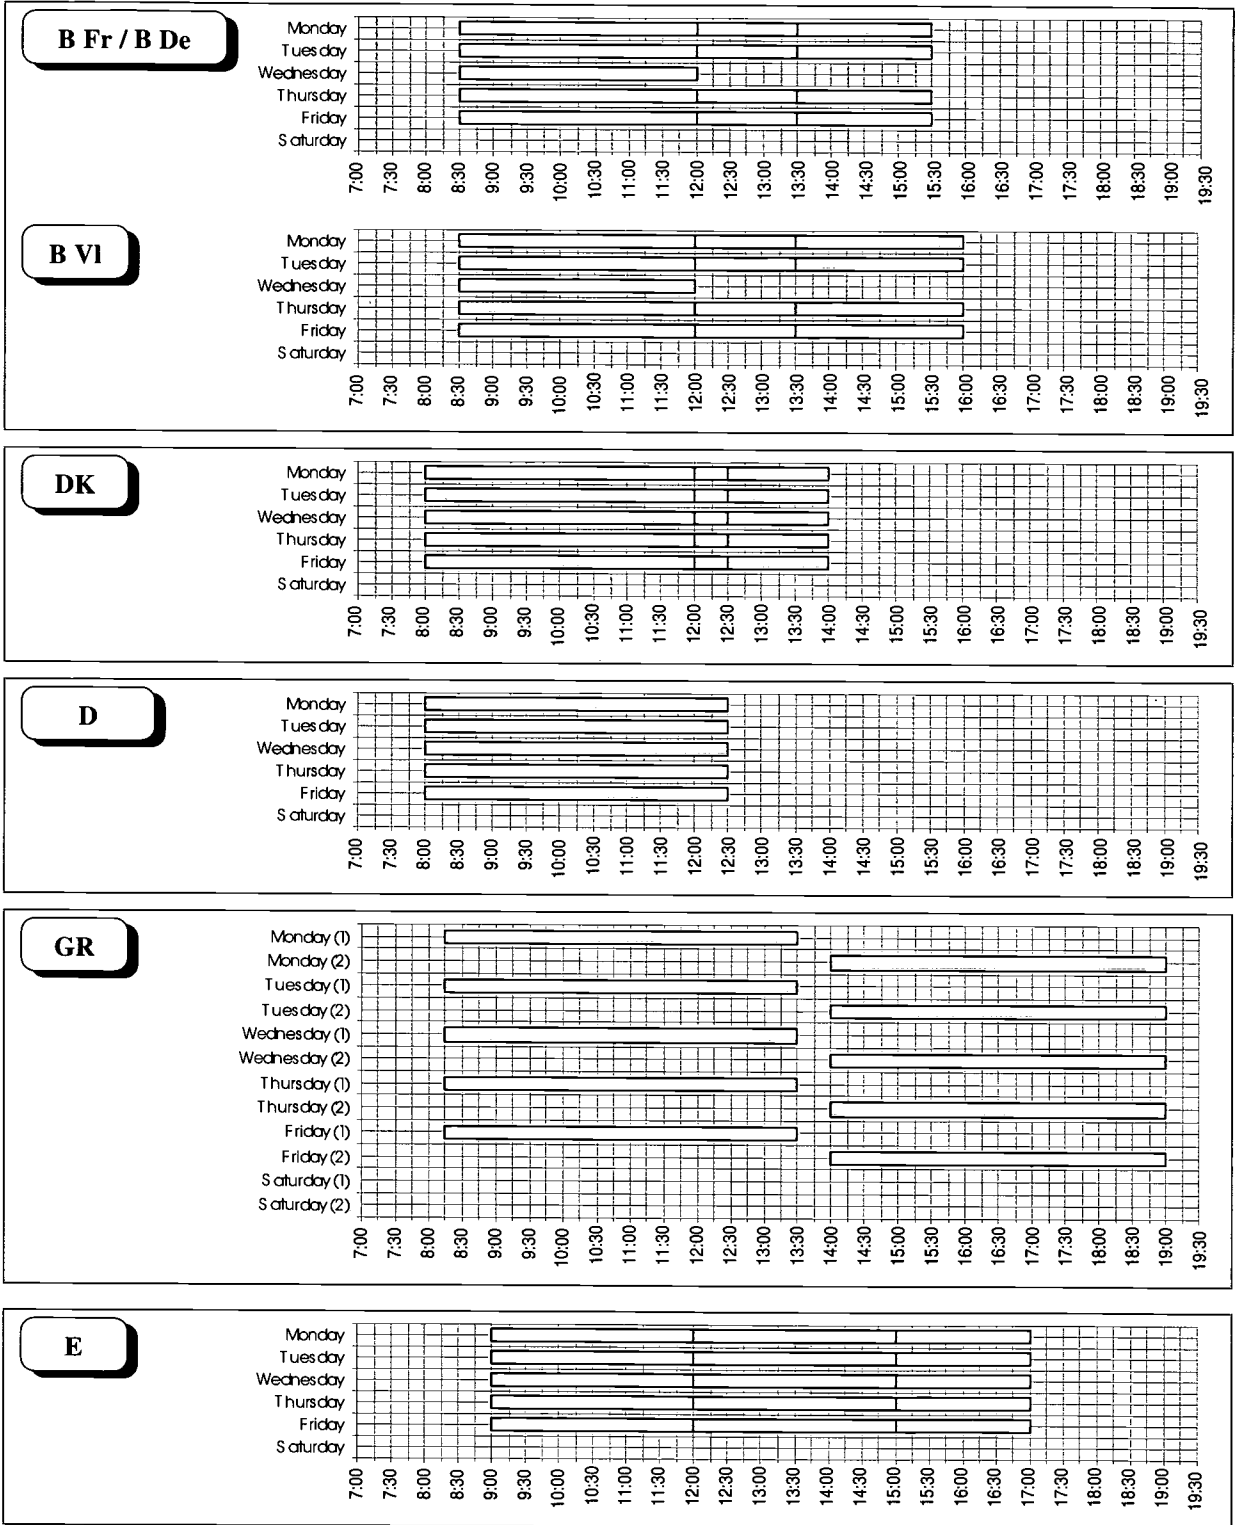 B Fr / B De
Monday
Tuesday
Wednesday
Thursday
Friday
Saturday
7:00 7:30 8:00 8:30 9:00 9:30 10:00 10:30 11:00 11:30 12:00 12:30 13:00 13:30 14:00 14:30 15:00 15:30 16:00 16:30 17:00 17:30 18:00 18:30 19:00 19:30
B Vl
Monday
Tuesday
Wednesday
Thursday
Friday
Saturday
7:00 7:30 8:00 8:30 9:00 9:30 10:00 10:30 11:00 11:30 12:00 12:30 13:00 13:30 14:00 14:30 15:00 15:30 16:00 16:30 17:00 17:30 18:00 18:30 19:00 19:30
DK
Monday
Tuesday
Wednesday
Thursday
Friday
Saturday
7:00 7:30 8:00 8:30 9:00 9:30 10:00 10:30 11:00 11:30 12:00 12:30 13:00 13:30 14:00 14:30 15:00 15:30 16:00 16:30 17:00 17:30 18:00 18:30 19:00 19:30
D
Monday
Tuesday
Wednesday
Thursday
Friday
Saturday
7:00 7:30 8:00 8:30 9:00 9:30 10:00 10:30 11:00 11:30 12:00 12:30 13:00 13:30 14:00 14:30 15:00 15:30 16:00 16:30 17:00 17:30 18:00 18:30 19:00 19:30
GR
Monday (1)
Monday (2)
Tuesday (1)
Tuesday (2)
Wednesday (1)
Wednesday (2)
Thursday (1)
Thursday (2)
Friday (1)
Friday (2)
Saturday (1)
Saturday (2)
7:00 7:30 8:00 8:30 9:00 9:30 10:00 10:30 11:00 11:30 12:00 12:30 13:00 13:30 14:00 14:30 15:00 15:30 16:00 16:30 17:00 17:30 18:00 18:30 19:00 19:30
E
Monday
Tuesday
Wednesday
Thursday
Friday
Saturday
7:00 7:30 8:00 8:30 9:00 9:30 10:00 10:30 11:00 11:30 12:00 12:30 13:00 13:30 14:00 14:30 15:00 15:30 16:00 16:30 17:00 17:30 18:00 18:30 19:00 19:30